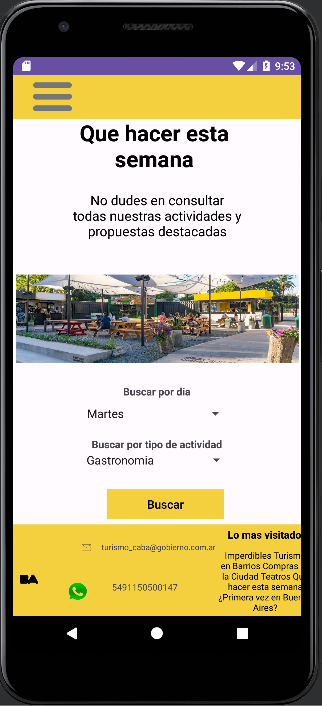 9:53
Que hacer esta
semana
No dudes en consultar
todas nuestras actividades y
propuestas destacadas
Buscar por dia
Martes
Buscar por tipo de actividad
Gastronomia
Buscar
BA
turismo_caba@gobierno.com.ar
5491150500147
Lo mas visitado
Imperdibles Turism
en Barrios Compras
la Ciudad Teatros Qu
hacer esta semana
¿Primera vez en Buen
Aires?